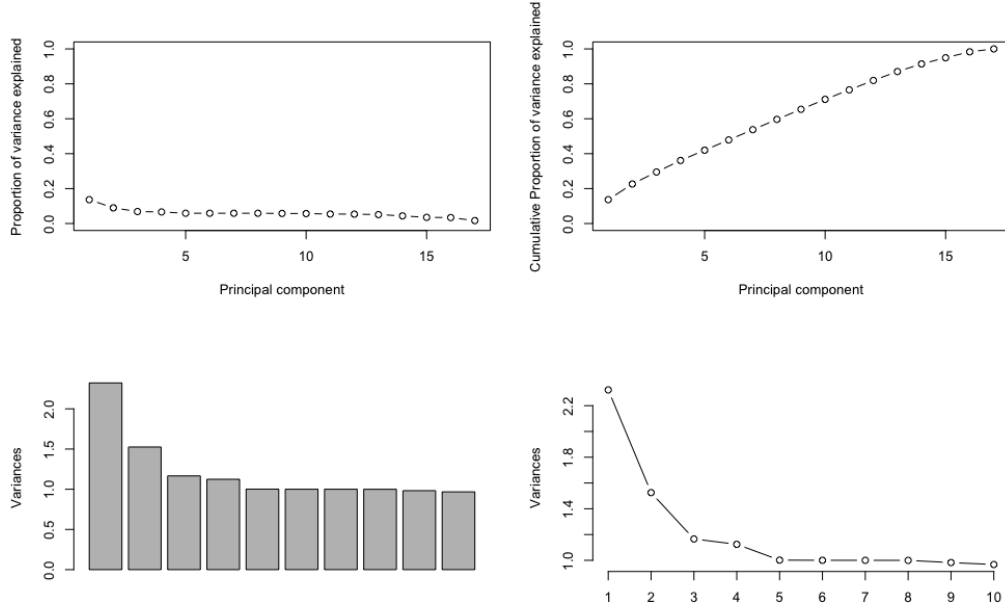 Proportion of variance explained
1.0
0.8
0.6
0.4
0.2
0.0
5 10 15
Principal component
Cumulative Proportion of variance explained
1.0
0.8
0.6
0.4
0.2
0.0
5 10 15
Principal component
Variances
2.0
1.5
1.0
0.5
0.0
Variances
2.2
1.8
1.4
1.0
1 2 3 4 5 6 7 8 9 10